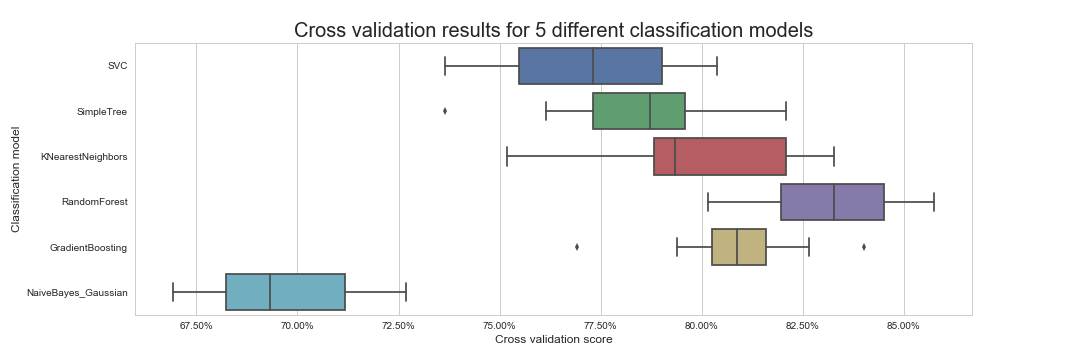 Cross validation results for 5 different classification models
Classification model
SVC
SimpleTree
KNearestNeighbors
RandomForest
GradientBoosting
NaiveBayes_Gaussian
67.50% 70.00% 72.50% 75.00% 77.50% 80.00% 82.50% 85.00%
Cross validation score